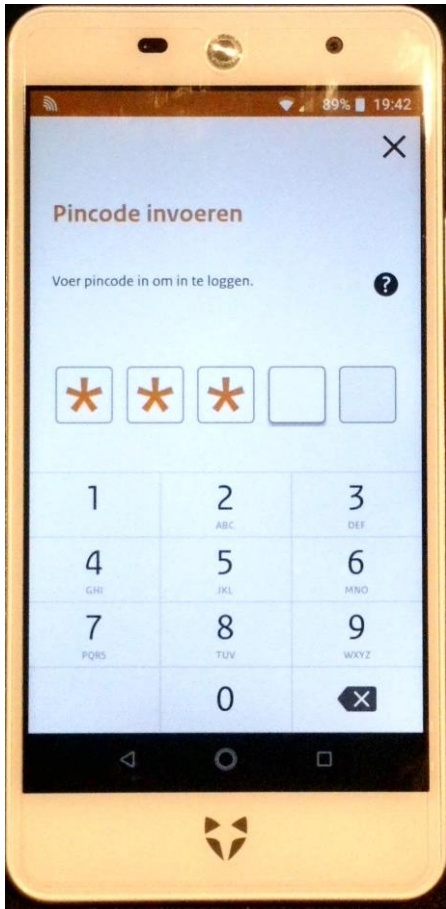 89% 19:42
Pincode invoeren
Voer pincode in om in te loggen.
?
* * *
1 2 3
ABC DEF
4 5 6
GHI JKL MNO
7 8 9
PQRS TUV WXYZ
0